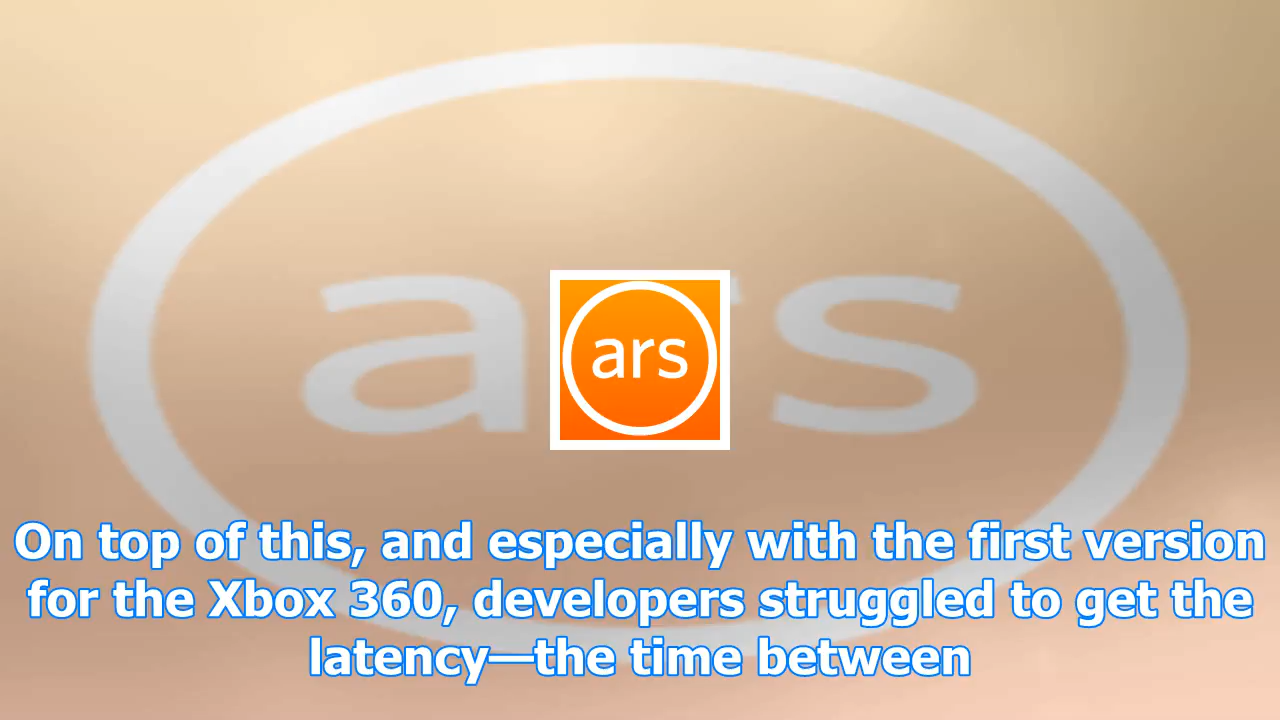 ars
ars
On top of this, and especially with the first version
for the Xbox 360, developers struggled to get the
latency—the time between